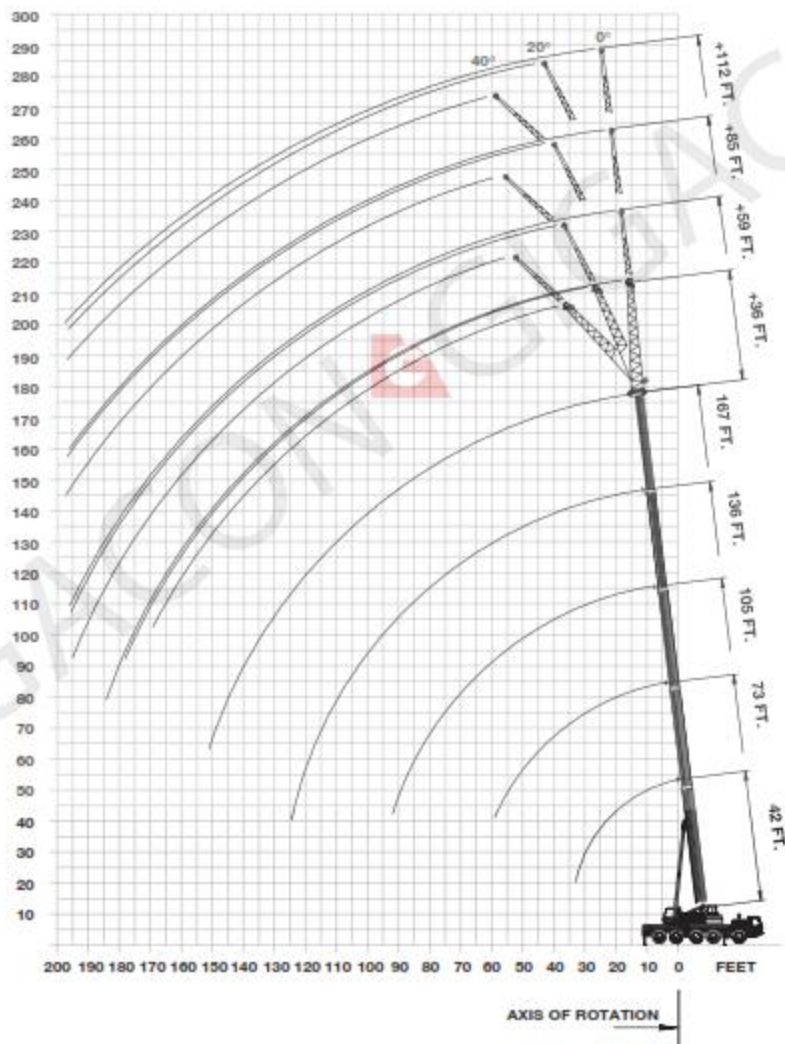 300
290
280
270
260
250
240
230
220
210
200
190
180
170
160
150
140
130
120
110
100
90
80
70
60
50
40
30
20
10
40° 20° 0°
+112 FT.
+85 FT.
+59 FT.
+36 FT.
167 FT.
136 FT.
105 FT.
73 FT.
42 FT.
200 190 180 170 160 150 140 130 120 110 100 90 80 70 60 50 40 30 20 10 0 FEET
AXIS OF ROTATION
GACON GIGAC